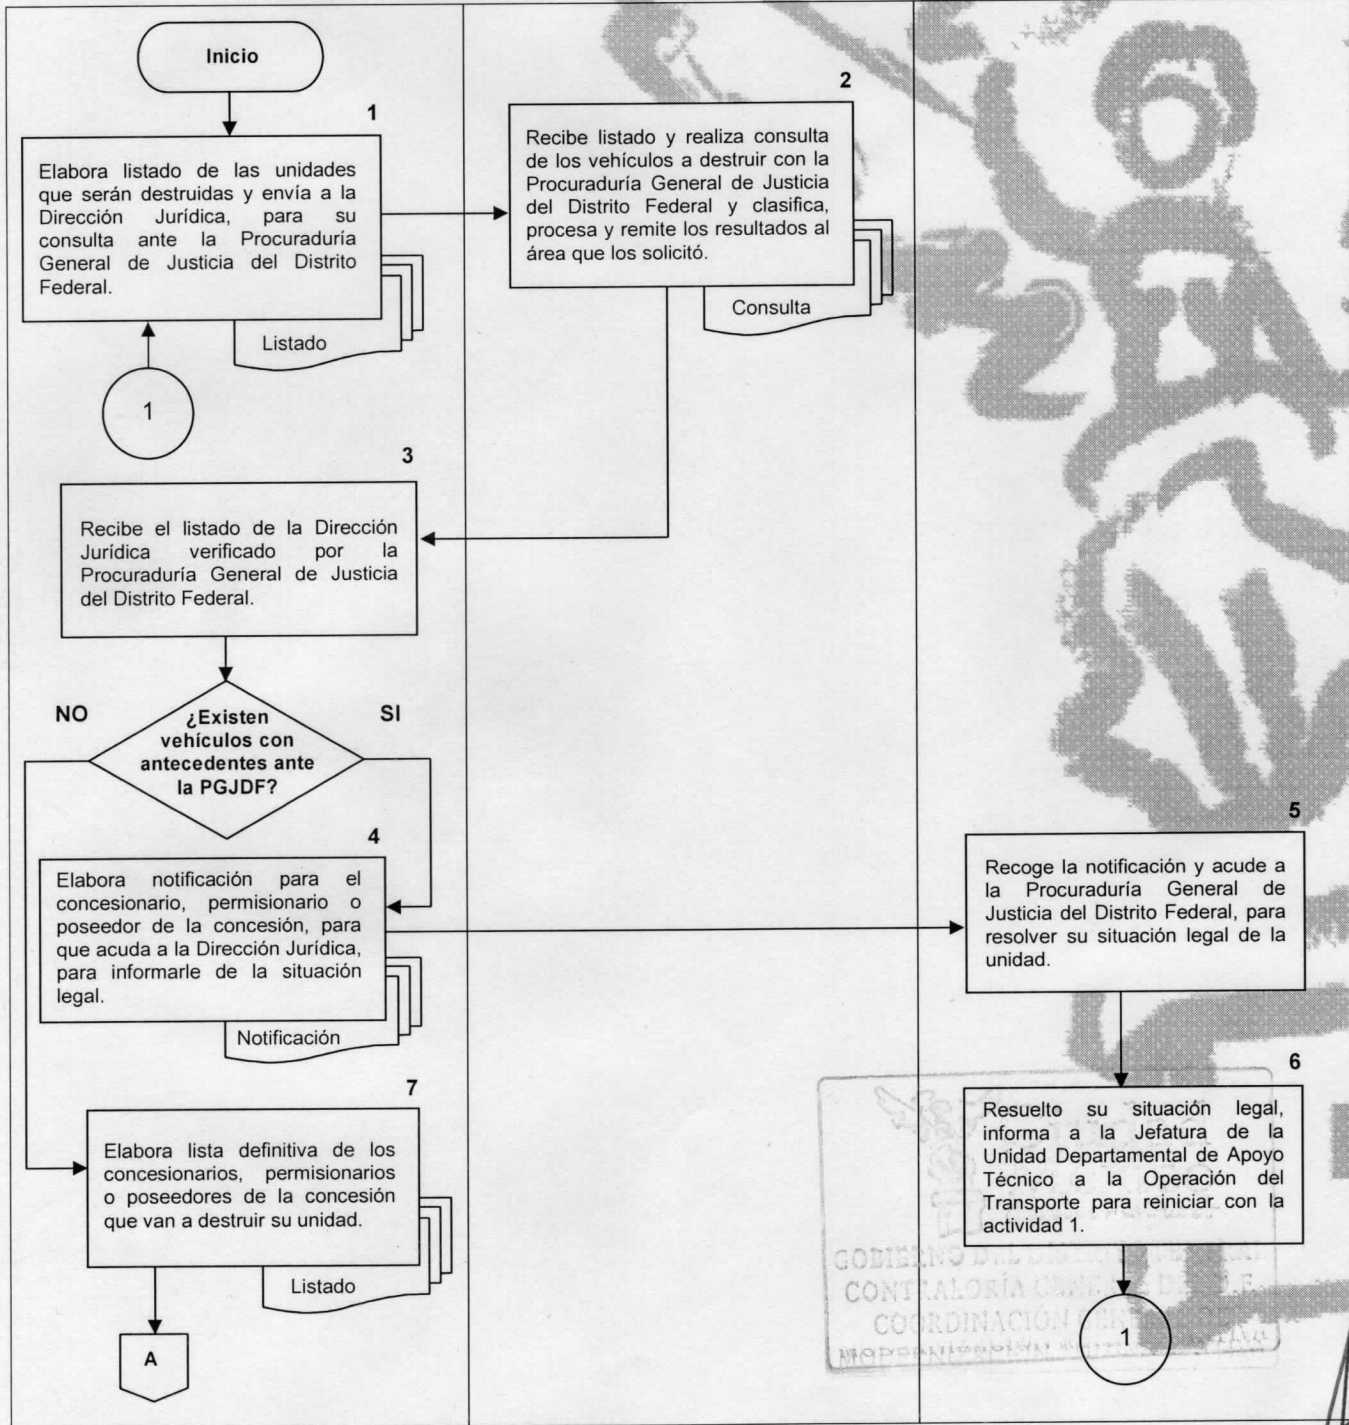 Inicio
1
Elabora listado de las unidades
que serán destruidas y envía a la
Dirección Jurídica, para su
consulta ante la Procuraduría
General de Justicia del Distrito
Federal.
Listado
1
2
Recibe listado y realiza consulta
de los vehículos a destruir con la
Procuraduría General de Justicia
del Distrito Federal y clasifica,
procesa y remite los resultados al
área que los solicitó.
Consulta
3
Recibe el listado de la Dirección
Jurídica verificado por la
Procuraduría General de Justicia
del Distrito Federal.
NO
SI
¿Existen
vehículos con
antecedentes ante
la PGJDF?
4
Elabora notificación para el
concesionario, permisionario o
poseedor de la concesión, para
que acuda a la Dirección Jurídica,
para informarle de la situación
legal.
Notificación
5
Recoge la notificación y acude a
la Procuraduría General de
Justicia del Distrito Federal, para
resolver su situación legal de la
unidad.
6
Resuelto su situación legal,
informa a la Jefatura de la
Unidad Departamental de Apoyo
Técnico a la Operación del
Transporte para reiniciar con la
actividad 1.
1
7
Elabora lista definitiva de los
concesionarios, permisionarios
o poseedores de la concesión
que van a destruir su unidad.
Listado
A
GOBIERNO DEL
CONTRALORÍA GENERAL
COORDINACIÓN